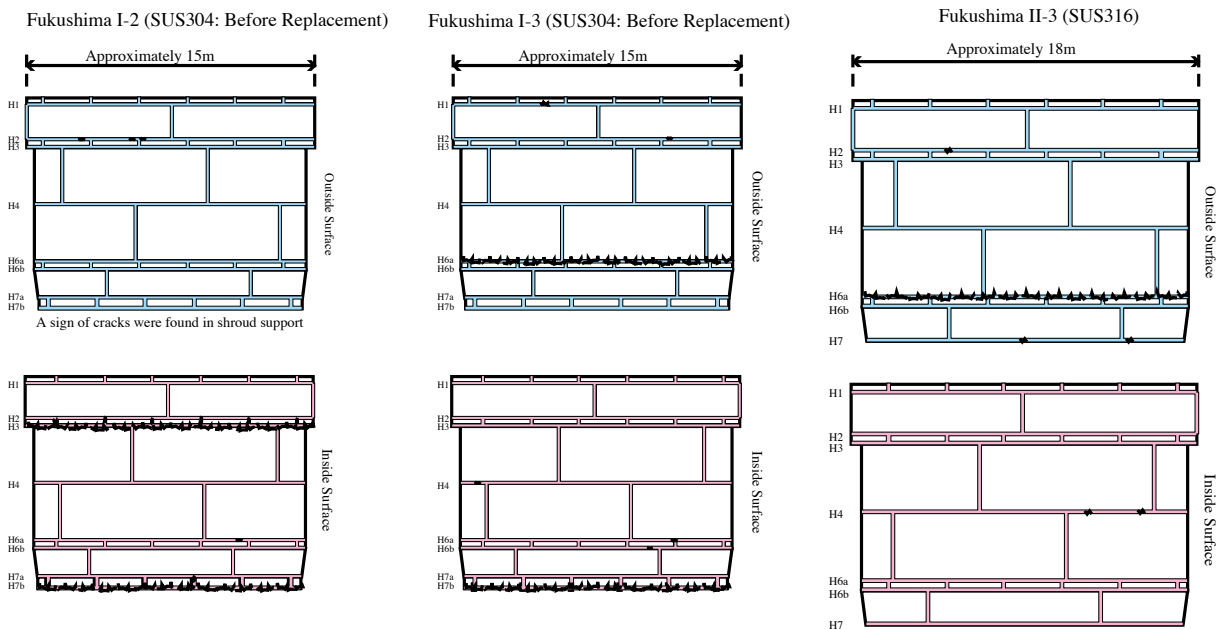 Fukushima I-2 (SUS304: Before Replacement)
Approximately 15m
H1
H2
H3
H4
H6a
H6b
H7a
H7b
Outside Surface
A sign of cracks were found in shroud support
H1
H2
H3
H4
H6a
H6b
H7a
H7b
Inside Surface
Fukushima I-3 (SUS304: Before Replacement)
Approximately 15m
H1
H2
H3
H4
H6a
H6b
H7a
H7b
Outside Surface
H1
H2
H3
H4
H6a
H6b
H7a
H7b
Inside Surface
Fukushima II-3 (SUS316)
Approximately 18m
H1
H2
H3
H4
H6a
H6b
H7
Outside Surface
H1
H2
H3
H4
H6a
H6b
H7
Inside Surface